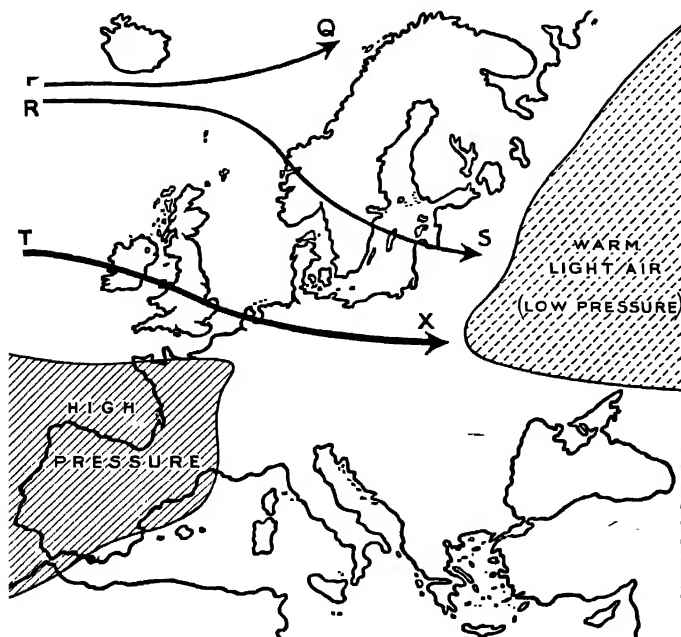 Q
R
T
S
WARM
LIGHT AIR
(LOW PRESSURE)
X
HIGH
PRESSURE